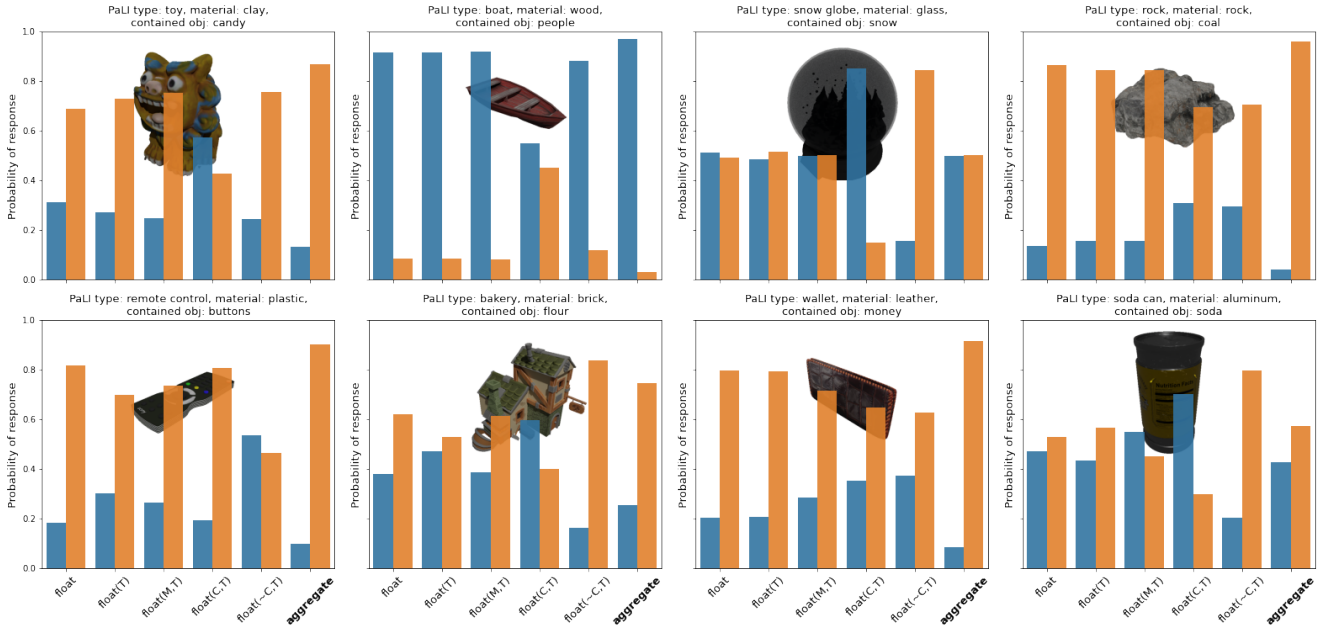 PaLI type: toy, material: clay,
contained obj: candy
PaLI type: boat, material: wood,
contained obj: people
PaLI type: snow globe, material: glass,
contained obj: snow
PaLI type: rock, material: rock,
contained obj: coal
Probability of response
1.0
0.8
0.6
0.4
0.2
0.0
Probability of response
Probability of response
Probability of response
PaLI type: remote control, material: plastic,
contained obj: buttons
PaLI type: bakery, material: brick,
contained obj: flour
PaLI type: wallet, material: leather,
contained obj: money
PaLI type: soda can, material: aluminum,
contained obj: soda
Probability of response
1.0
0.8
0.6
0.4
0.2
0.0
Probability of response
Probability of response
Probability of response
float
float(T)
float(M,T)
float(C,T)
float(~C,T)
aggregate
float
float(T)
float(M,T)
float(C,T)
float(~C,T)
aggregate
float
float(T)
float(M,T)
float(C,T)
float(~C,T)
aggregate
float
float(T)
float(M,T)
float(C,T)
float(~C,T)
aggregate